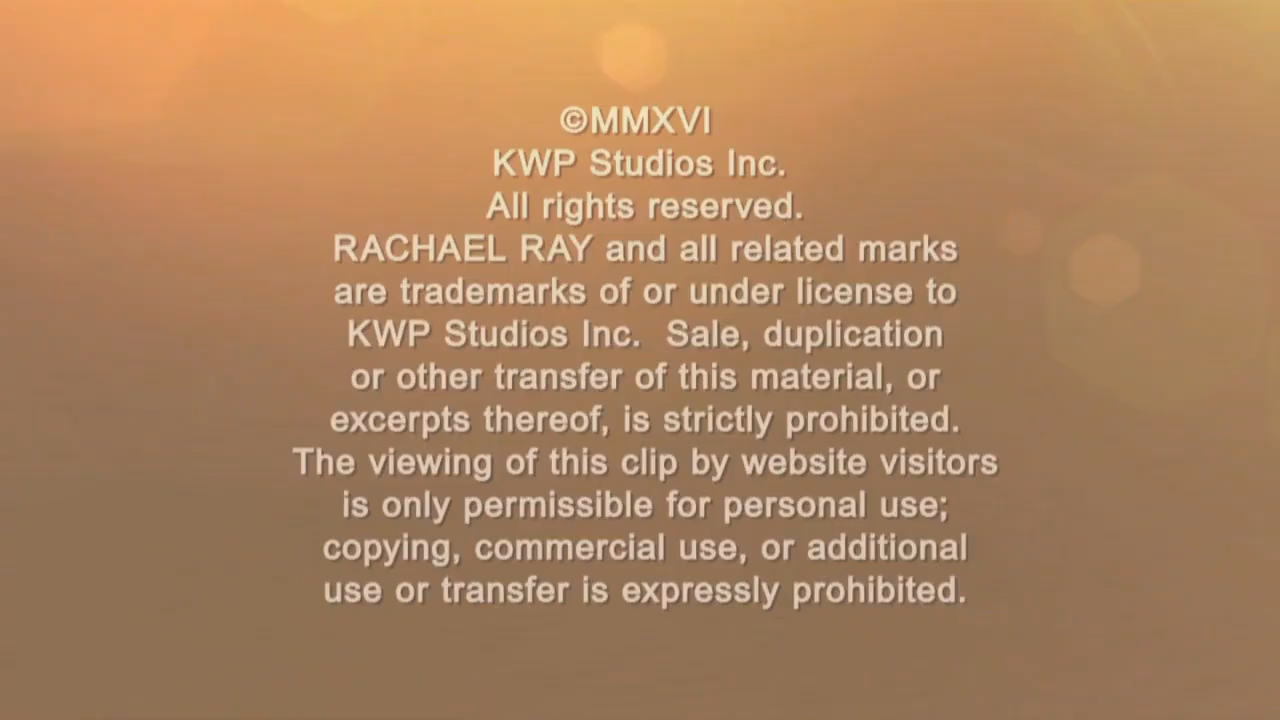 ©MMXVI
KWP Studios Inc.
All rights reserved.
RACHAEL RAY and all related marks
are trademarks of or under license to
KWP Studios Inc.  Sale, duplication
or other transfer of this material, or
excerpts thereof, is strictly prohibited.
The viewing of this clip by website visitors
is only permissible for personal use;
copying, commercial use, or additional
use or transfer is expressly prohibited.